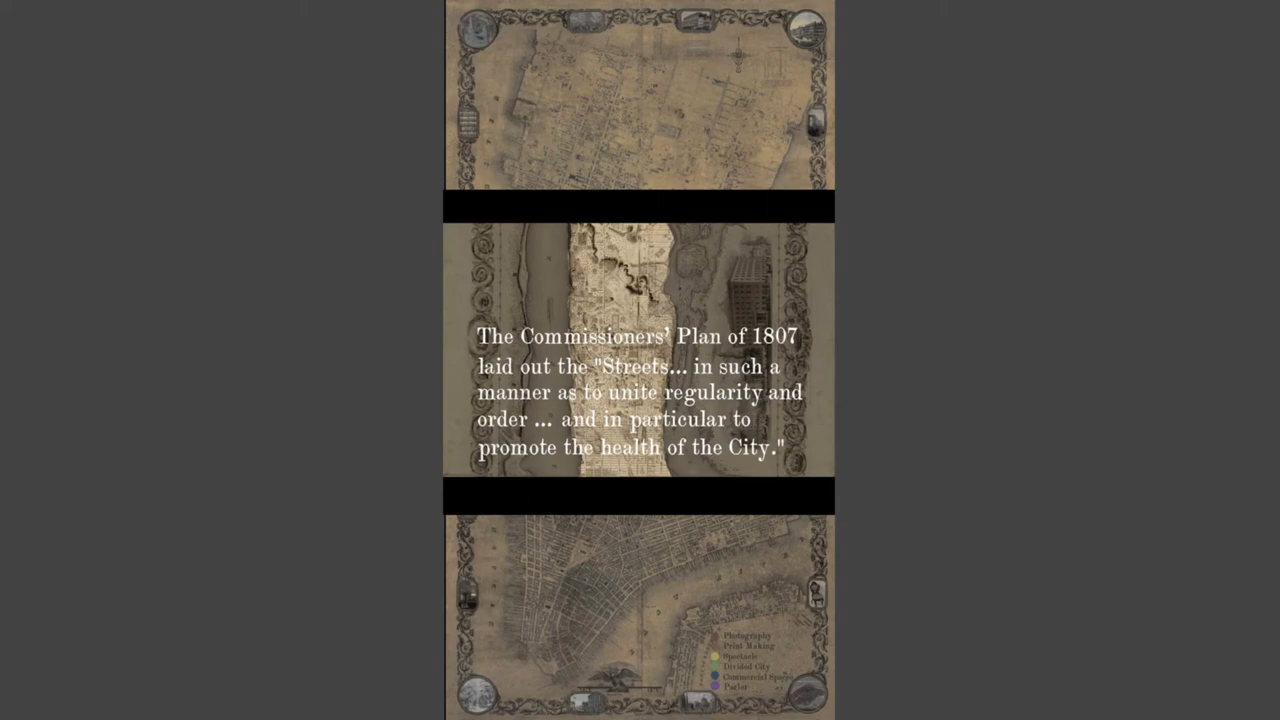 The Commissioners' Plan of 1807
laid out the "Streets... in such a
manner as to unite regularity and
order ... and in particular to
promote the health of the City."
Photography
Print Making
Spectacle
Divided City
Commercial Spaces
Parlor